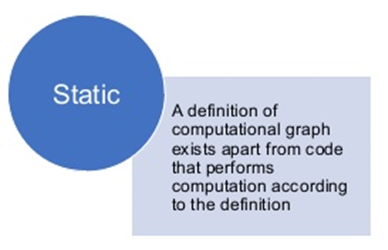 Static
A definition of
computational graph
exists apart from code
that performs
computation according
to the definition